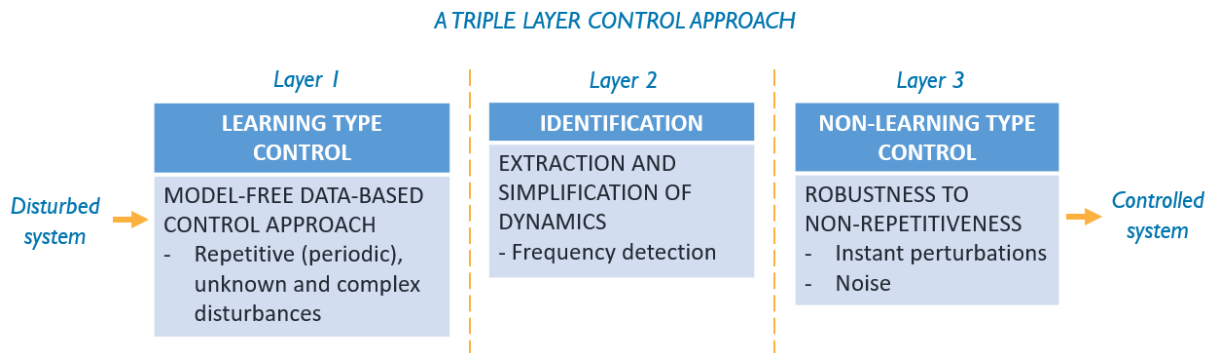 A TRIPLE LAYER CONTROL APPROACH
Layer 1
Layer 2
Layer 3
LEARNING TYPE
CONTROL
MODEL-FREE DATA-BASED
CONTROL APPROACH
- Repetitive (periodic),
unknown and complex
disturbances
IDENTIFICATION
EXTRACTION AND
SIMPLIFICATION OF
DYNAMICS
- Frequency detection
NON-LEARNING TYPE
CONTROL
ROBUSTNESS TO
NON-REPETITIVENESS
- Instant perturbations
- Noise
Disturbed
system
Controlled
system